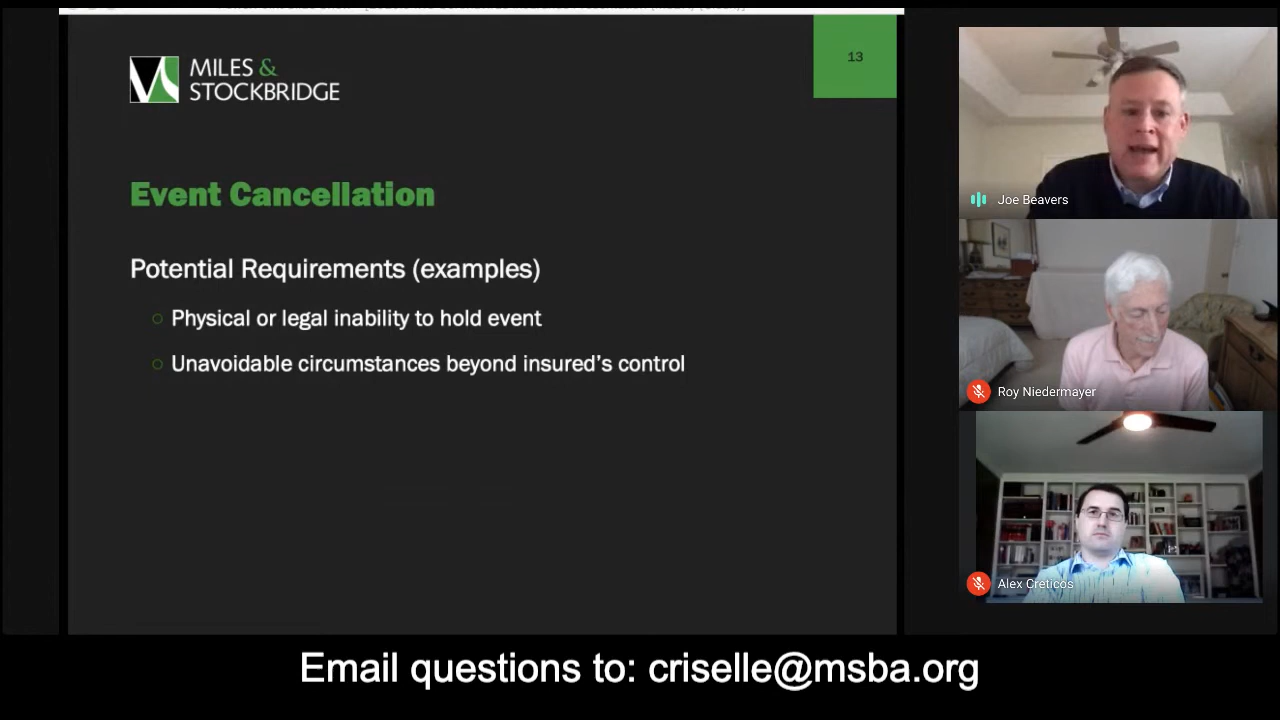 MILES &
STOCKBRIDGE
13
Event Cancellation
Potential Requirements (examples)
Physical or legal inability to hold event
Unavoidable circumstances beyond insured's control
Joe Beavers
Roy Niedermayer
Alex Creticos
Email questions to: criselle@msba.org